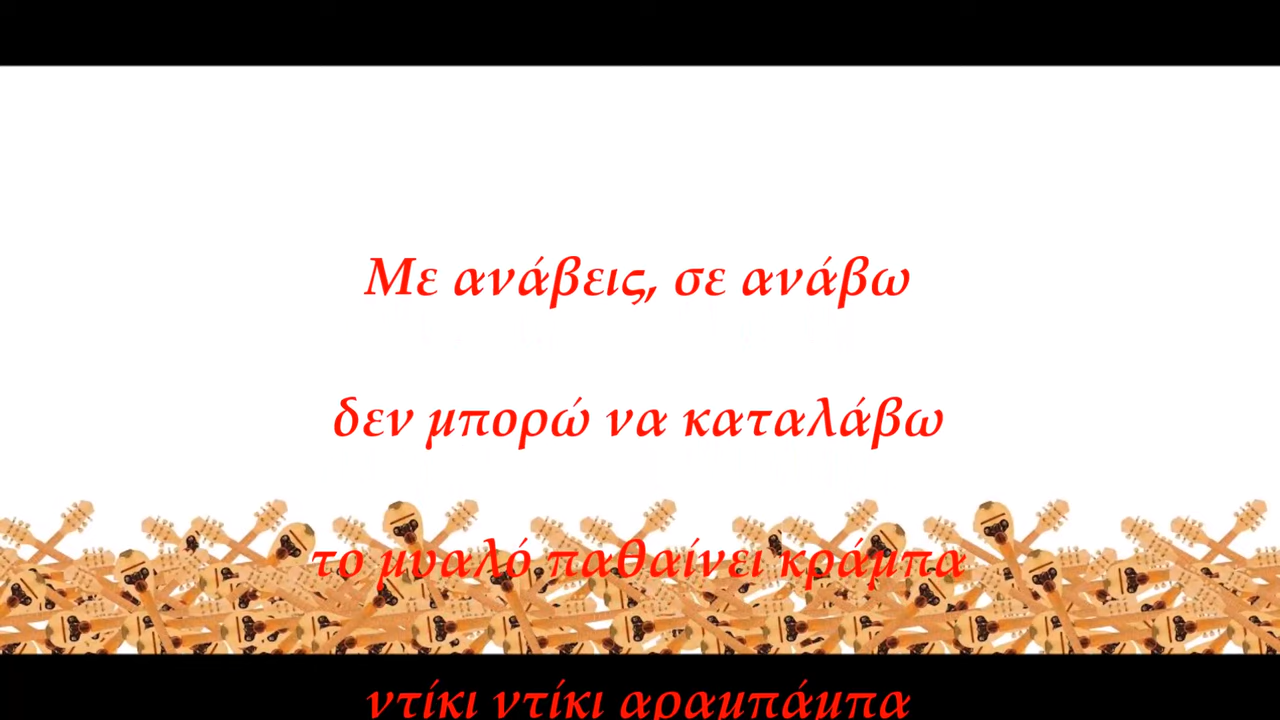 Με ανάβεις, σε ανάβω
δεν μπορώ να καταλάβω
το μυαλό παθαίνει κράμπα
ντίκι ντίκι αραμπάμπα